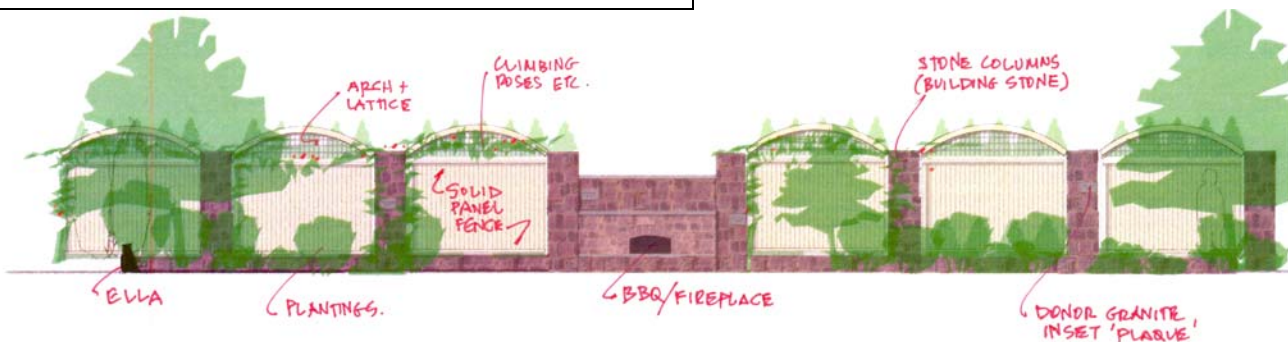 ARCH +
LATTICE
CLIMBING
ROSES ETC.
STONE COLUMNS
(BUILDING STONE)
SOLID
PANEL
FENCE
ELLA
PLANTINGS.
BBQ/FIREPLACE
DONOR GRANITE
INSET 'PLAQUE'